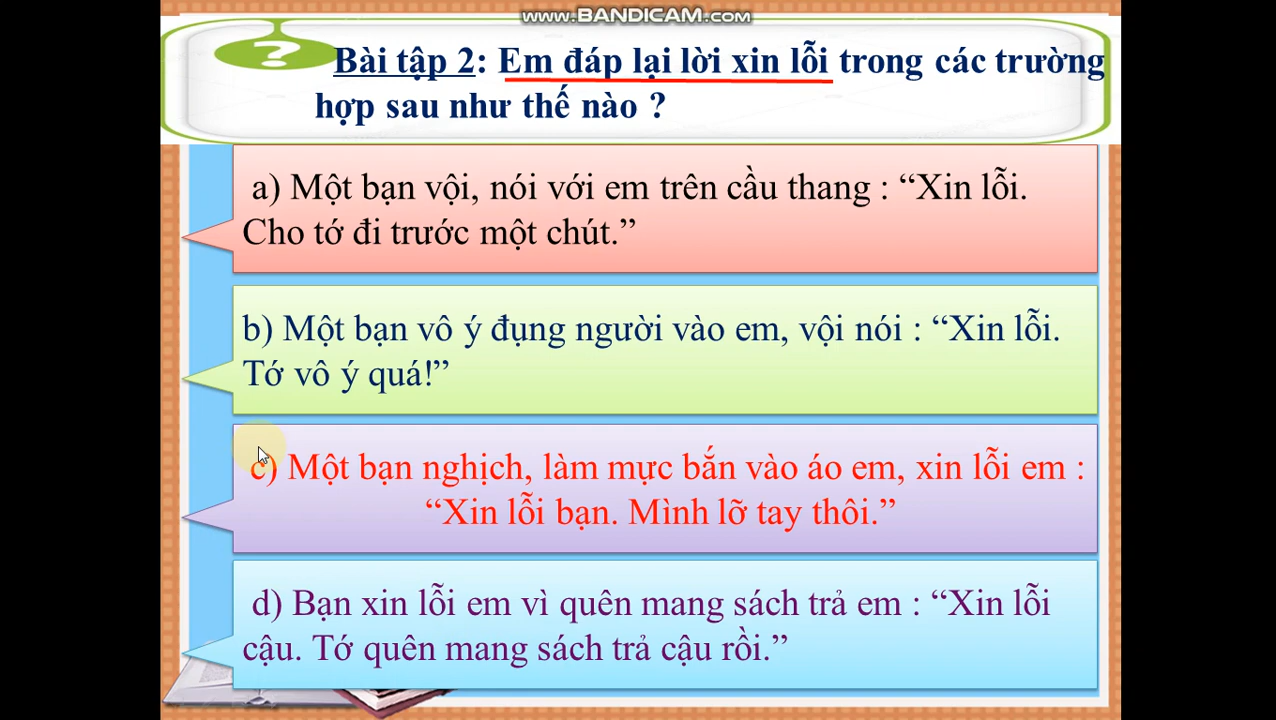 www.BANDICAM.com
?
Bài tập 2: Em đáp lại lời xin lỗi trong các trường
hợp sau như thế nào ?
a) Một bạn vội, nói với em trên cầu thang : “Xin lỗi.
Cho tớ đi trước một chút.”
b) Một bạn vô ý đụng người vào em, vội nói : “Xin lỗi.
Tớ vô ý quá!”
c) Một bạn nghịch, làm mực bắn vào áo em, xin lỗi em :
“Xin lỗi bạn. Mình lỡ tay thôi.”
d) Bạn xin lỗi em vì quên mang sách trả em : “Xin lỗi
cậu. Tớ quên mang sách trả cậu rồi.”